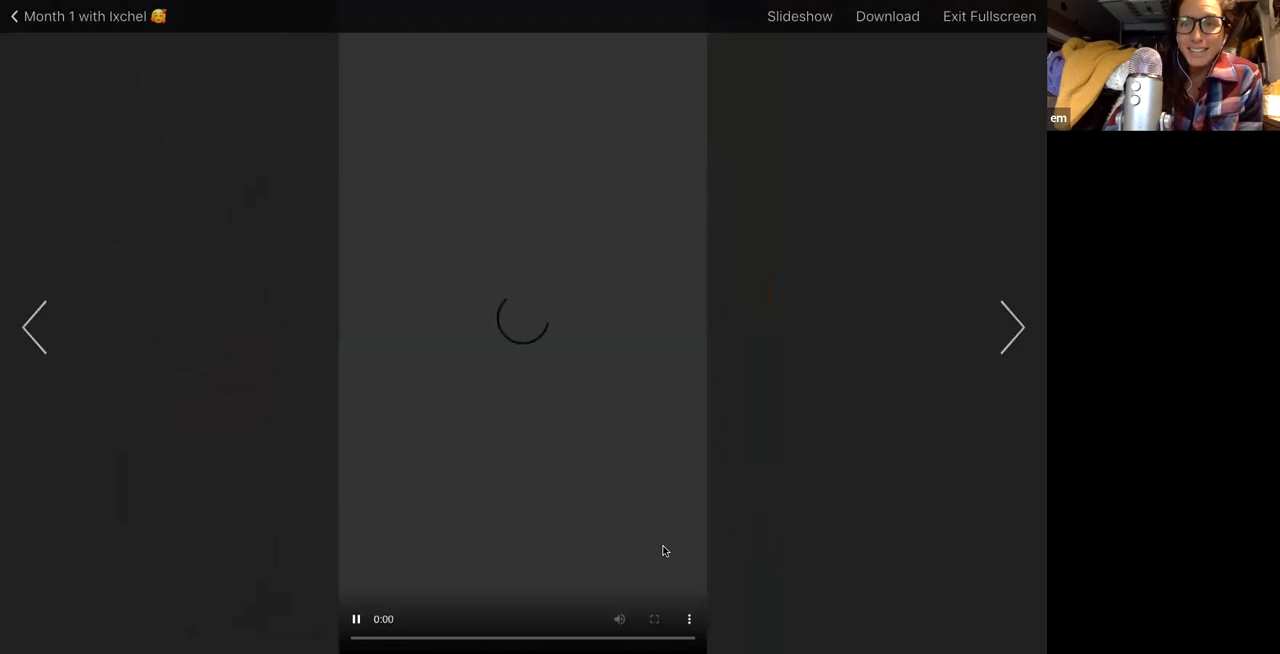 Month 1 with Ixchel 🥰
Slideshow
Download
Exit Fullscreen
em
0:00